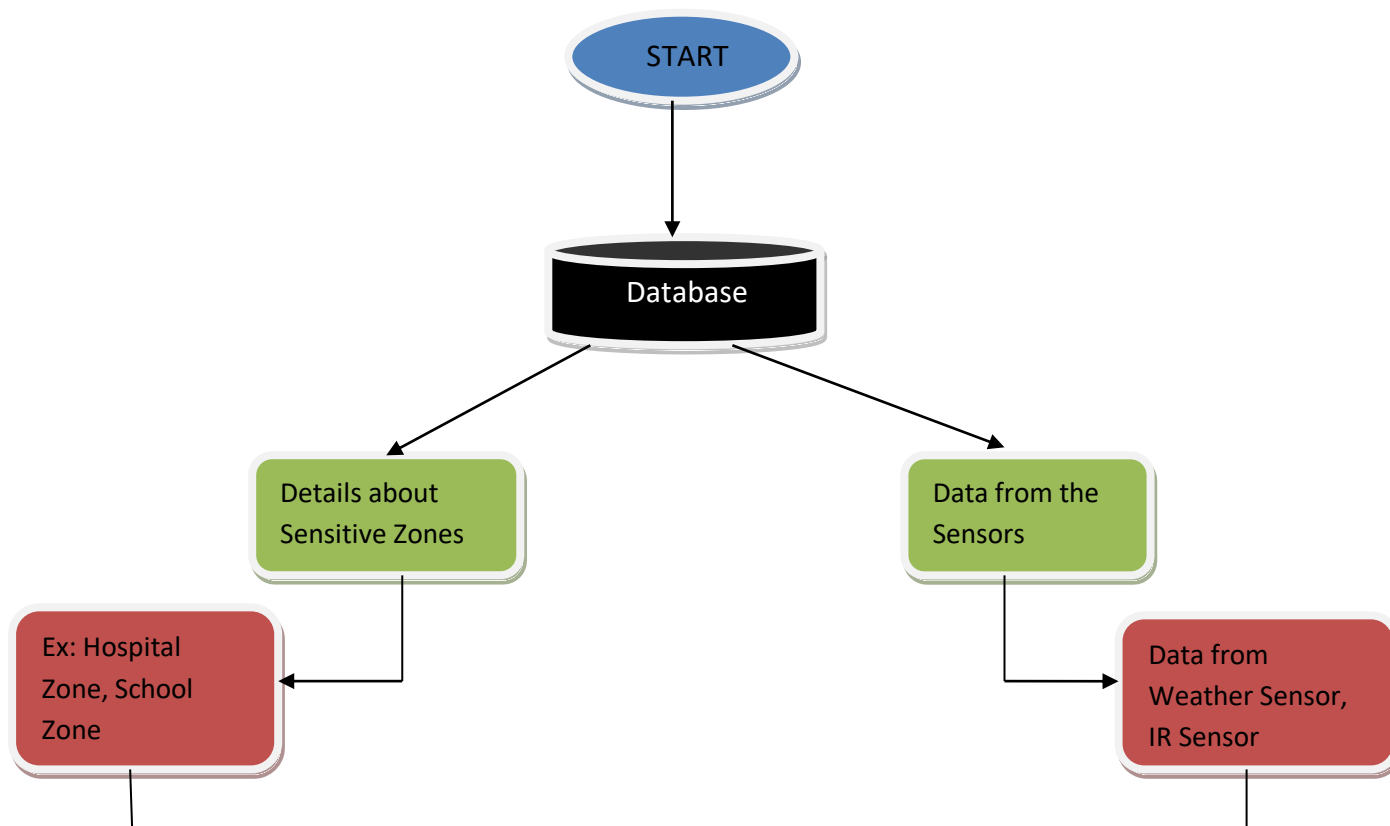 START
Database
Details about
Sensitive Zones
Data from the
Sensors
Ex: Hospital
Zone, School
Zone
Data from
Weather Sensor,
IR Sensor